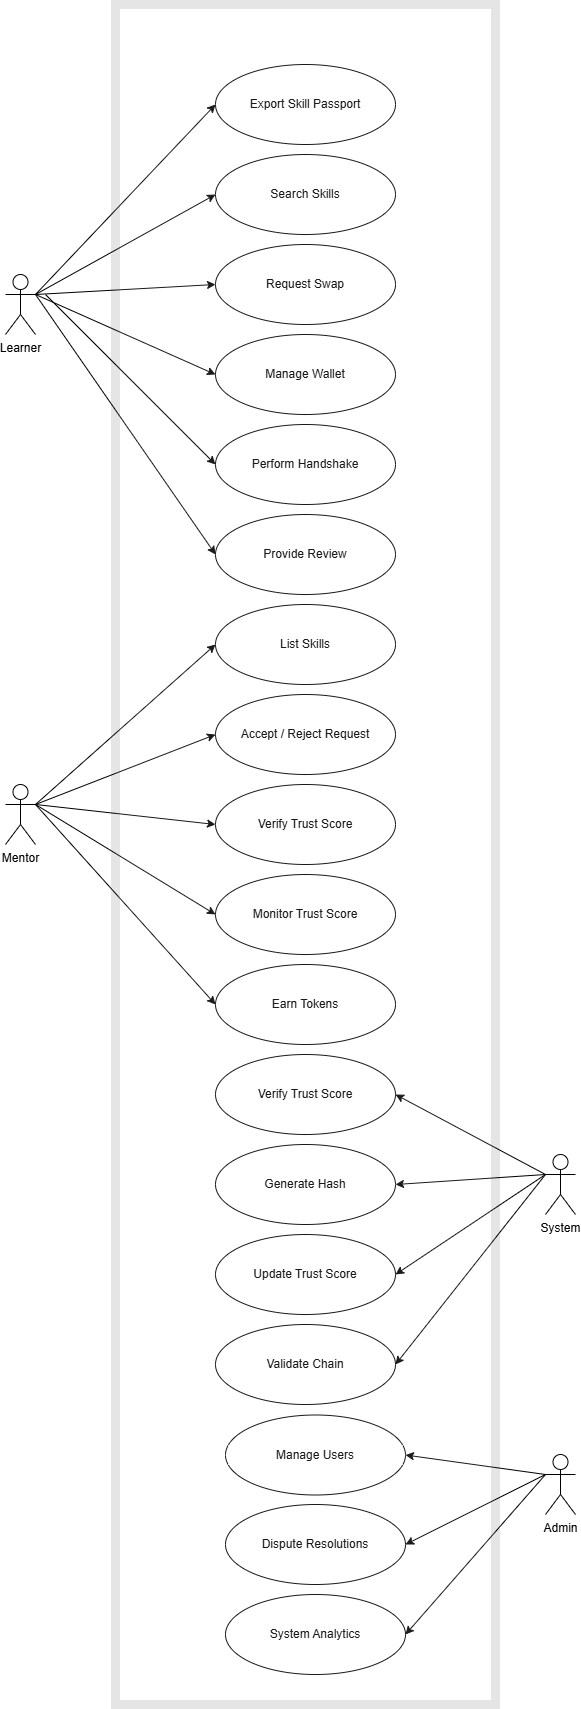 Export Skill Passport
Search Skills
Request Swap
Learner
Manage Wallet
Perform Handshake
Provide Review
List Skills
Accept / Reject Request
Verify Trust Score
Mentor
Monitor Trust Score
Earn Tokens
Verify Trust Score
Generate Hash
System
Update Trust Score
Validate Chain
Manage Users
Admin
Dispute Resolutions
System Analytics